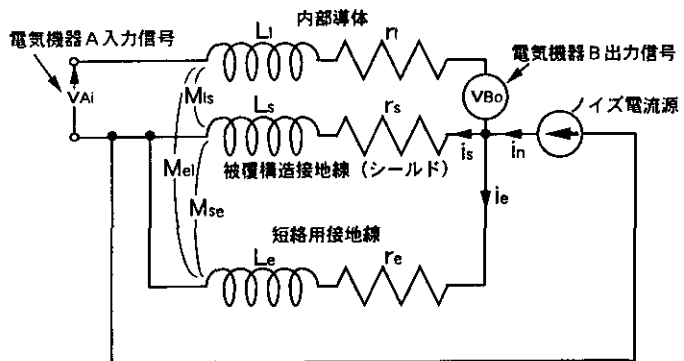 内部導体
電気機器A入力信号
L₁
r₁
電気機器B出力信号
VAi
M₁s
VBo
ノイズ電流源
Ls
rs
is
in
被覆構造接地線（シールド）
Me₁
Mse
ie
短絡用接地線
Le
re